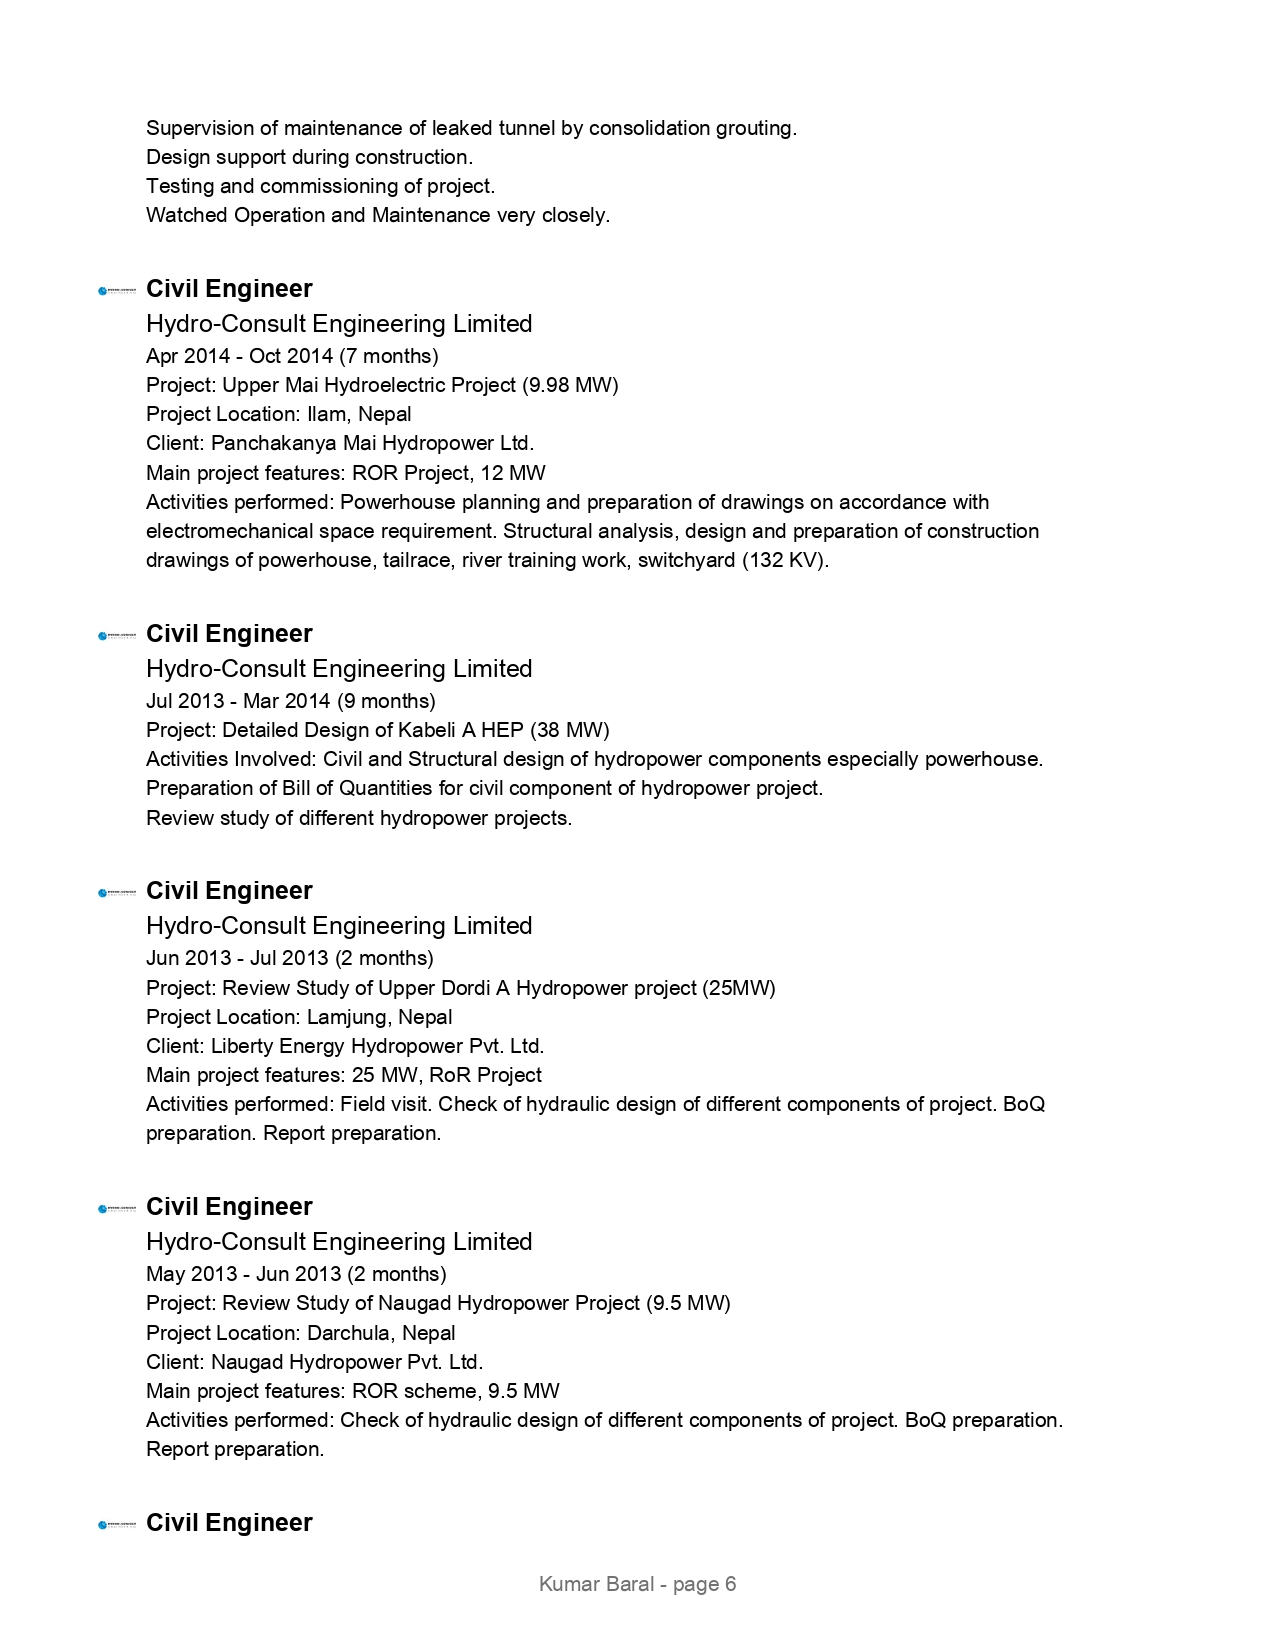 Supervision of maintenance of leaked tunnel by consolidation grouting.
Design support during construction.
Testing and commissioning of project.
Watched Operation and Maintenance very closely.
Civil Engineer
Hydro-Consult Engineering Limited
Apr 2014 - Oct 2014 (7 months)
Project: Upper Mai Hydroelectric Project (9.98 MW)
Project Location: Ilam, Nepal
Client: Panchakanya Mai Hydropower Ltd.
Main project features: ROR Project, 12 MW
Activities performed: Powerhouse planning and preparation of drawings on accordance with
electromechanical space requirement. Structural analysis, design and preparation of construction
drawings of powerhouse, tailrace, river training work, switchyard (132 KV).
Civil Engineer
Hydro-Consult Engineering Limited
Jul 2013 - Mar 2014 (9 months)
Project: Detailed Design of Kabeli A HEP (38 MW)
Activities Involved: Civil and Structural design of hydropower components especially powerhouse.
Preparation of Bill of Quantities for civil component of hydropower project.
Review study of different hydropower projects.
Civil Engineer
Hydro-Consult Engineering Limited
Jun 2013 - Jul 2013 (2 months)
Project: Review Study of Upper Dordi A Hydropower project (25MW)
Project Location: Lamjung, Nepal
Client: Liberty Energy Hydropower Pvt. Ltd.
Main project features: 25 MW, RoR Project
Activities performed: Field visit. Check of hydraulic design of different components of project. BoQ
preparation. Report preparation.
Civil Engineer
Hydro-Consult Engineering Limited
May 2013 - Jun 2013 (2 months)
Project: Review Study of Naugad Hydropower Project (9.5 MW)
Project Location: Darchula, Nepal
Client: Naugad Hydropower Pvt. Ltd.
Main project features: ROR scheme, 9.5 MW
Activities performed: Check of hydraulic design of different components of project. BoQ preparation.
Report preparation.
Civil Engineer
Kumar Baral - page 6